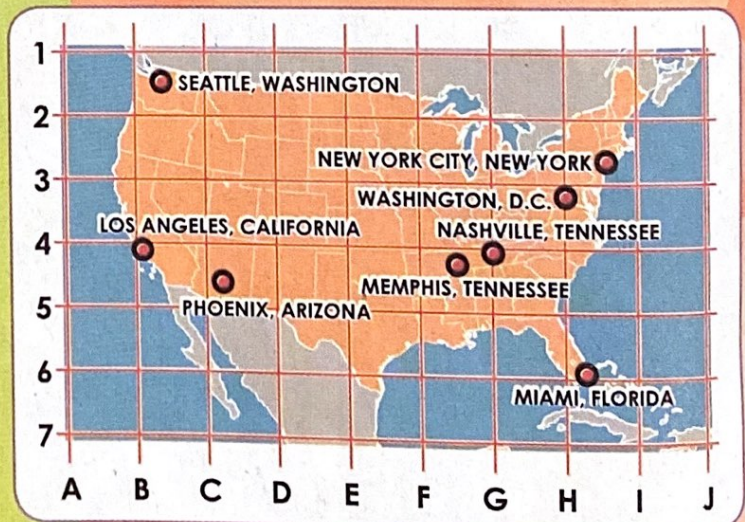 1
SEATTLE, WASHINGTON
2
NEW YORK CITY, NEW YORK
3
WASHINGTON, D.C.
LOS ANGELES, CALIFORNIA
NASHVILLE, TENNESSEE
4
MEMPHIS, TENNESSEE
5
PHOENIX, ARIZONA
6
MIAMI, FLORIDA
7
A B C D E F G H I J